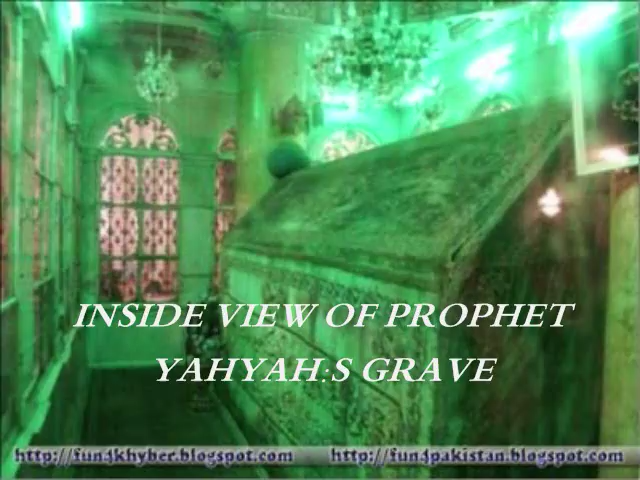 INSIDE VIEW OF PROPHET
YAHYAH:S GRAVE
http://fun4khyber.blogspot.com http://fun4pakistan.blogspot.com